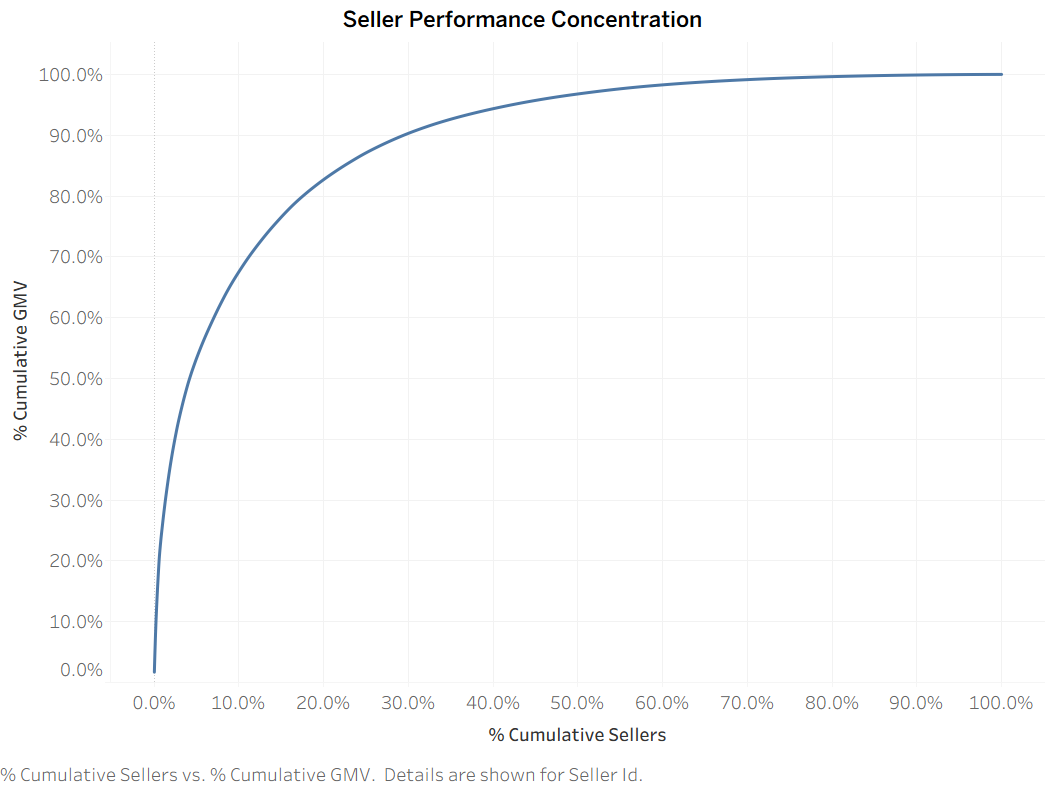 Seller Performance Concentration
100.0%
90.0%
80.0%
70.0%
60.0%
50.0%
40.0%
30.0%
20.0%
10.0%
0.0%
% Cumulative GMV
0.0% 10.0% 20.0% 30.0% 40.0% 50.0% 60.0% 70.0% 80.0% 90.0% 100.0%
% Cumulative Sellers
% Cumulative Sellers vs. % Cumulative GMV. Details are shown for Seller Id.